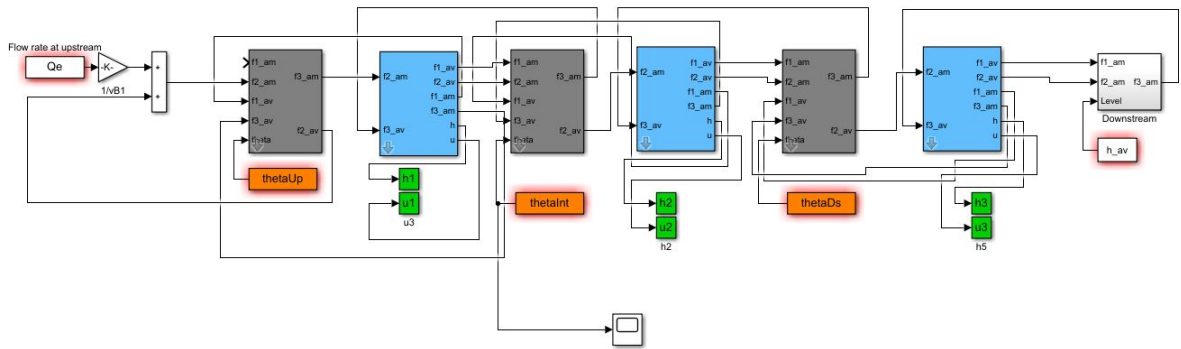 Flow rate at upstream
Qe
-K-
1/vB1
+
+
f1_am
f2_am
f1_av
f3_av
theta
f3_am
f2_av
thetaUp
f2_am
f3_av
f1_av
f2_av
f1_am
f3_am
h
u
h1
u1
u3
f1_am
f2_am
f1_av
f3_av
theta
f3_am
f2_av
thetaInt
f2_am
f3_av
f1_av
f2_av
f1_am
f3_am
h
u
h2
u2
h2
f1_am
f2_am
f1_av
f3_av
theta
f3_am
f2_av
thetaDs
f2_am
f3_av
f1_av
f2_av
f1_am
f3_am
h
u
h3
u3
h5
f1_am
f2_am
Level
f3_am
Downstream
h_av